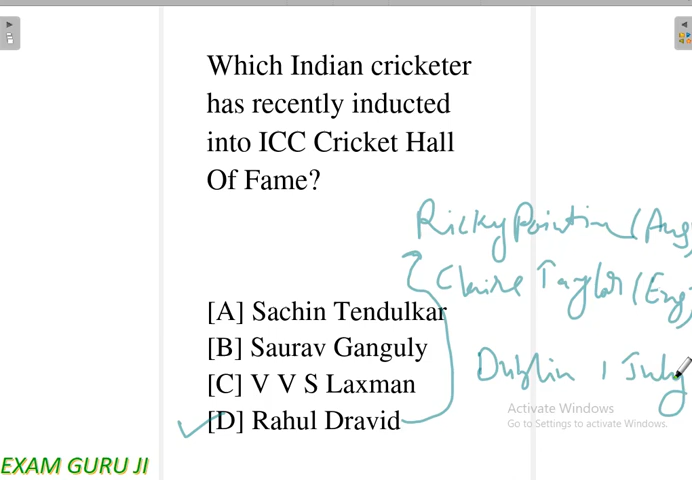 Which Indian cricketer
has recently inducted
into ICC Cricket Hall
Of Fame?
Ricky Pointin (Aus
Claire Taylor (Eng)
[A] Sachin Tendulkar
[B] Saurav Ganguly
Dublin 1 July
[C] V V S Laxman
[D] Rahul Dravid
Activate Windows
Go to Settings to activate Windows.
EXAM GURU JI